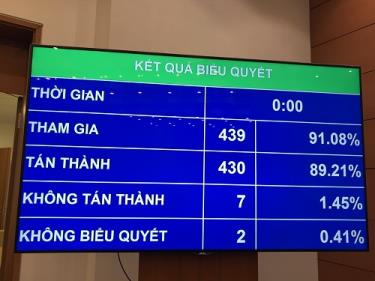 KẾT QUẢ BIỂU QUYẾT
THỜI GIAN 0:00
THAM GIA 439 91.08%
TÁN THÀNH 430 89.21%
KHÔNG TÁN THÀNH 7 1.45%
KHÔNG BIỂU QUYẾT 2 0.41%